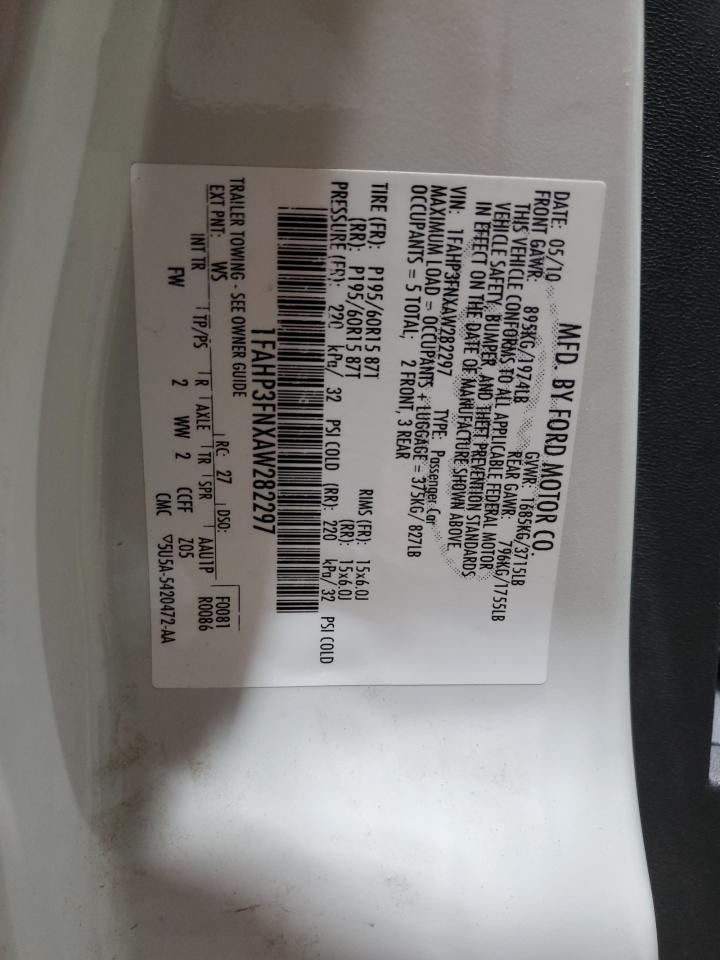 MFD. BY FORD MOTOR CO.
DATE: 05/10 GVWR: 1685KG/3715LB
FRONT GAWR: 895KG/1974LB REAR GAWR: 796KG/1755LB
THIS VEHICLE CONFORMS TO ALL APPLICABLE FEDERAL MOTOR
VEHICLE SAFETY, BUMPER, AND THEFT PREVENTION STANDARDS
IN EFFECT ON THE DATE OF MANUFACTURE SHOWN ABOVE.
VIN: 1FAHP3FNXAW282297 TYPE: Passenger Car
MAXIMUM LOAD = OCCUPANTS + LUGGAGE = 375KG/ 827LB
OCCUPANTS = 5 TOTAL; 2 FRONT, 3 REAR
TIRE (FR): P195/60R15 87T RIMS (FR): 15x6.0J
(RR): P195/60R15 87T (RR): 15x6.0J
PRESSURE (FR): 220 kPa/ 32 PSI COLD (RR): 220 kPa/ 32 PSI COLD
1FAHP3FNXAW282297
TRAILER TOWING - SEE OWNER GUIDE
EXT PNT: WS RC: 27 DSO: F0081
INT TR TP/PS R AXLE TR SPR AAU1P R0086
FW 2 WW 2 CCFF Z05
CMC ▽5U5A-5420472-AA